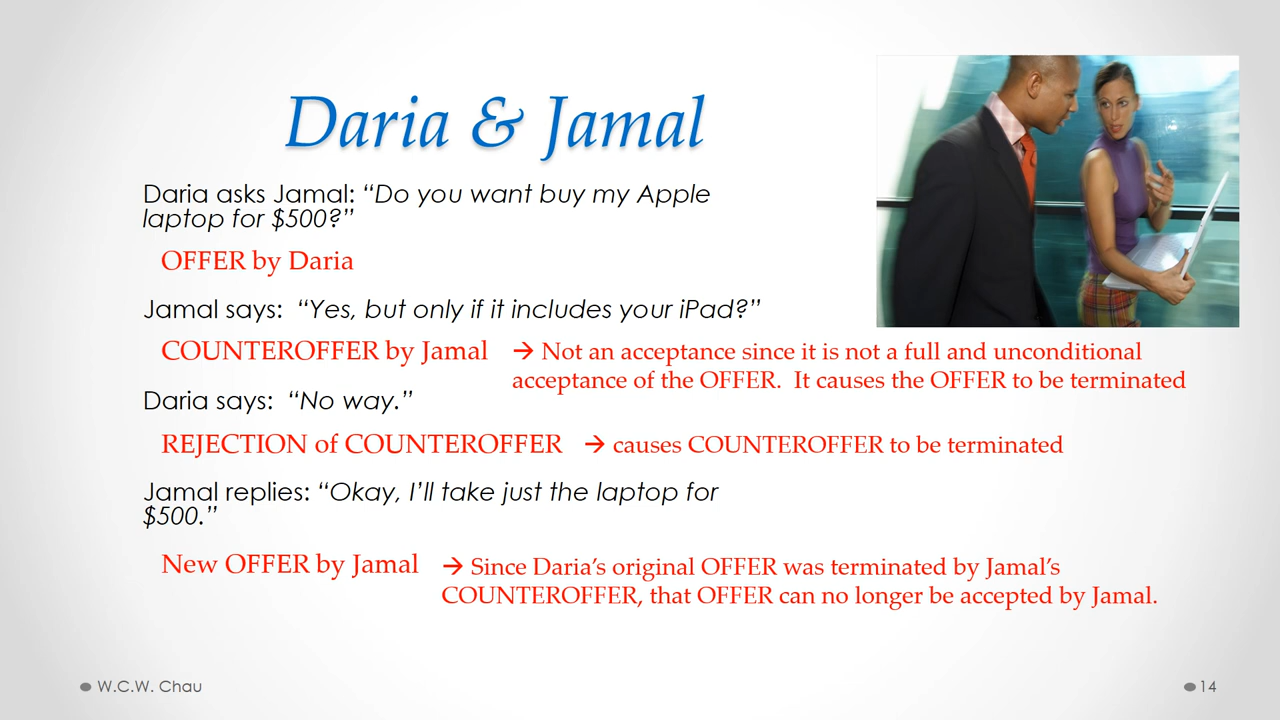 Daria & Jamal
Daria asks Jamal: “Do you want buy my Apple
laptop for $500?”
OFFER by Daria
Jamal says:  “Yes, but only if it includes your iPad?”
COUNTEROFFER by Jamal
→ Not an acceptance since it is not a full and unconditional
acceptance of the OFFER.  It causes the OFFER to be terminated
Daria says:  “No way.”
REJECTION of COUNTEROFFER
→ causes COUNTEROFFER to be terminated
Jamal replies: “Okay, I’ll take just the laptop for
$500.”
New OFFER by Jamal
→ Since Daria’s original OFFER was terminated by Jamal’s
COUNTEROFFER, that OFFER can no longer be accepted by Jamal.
W.C.W. Chau
14